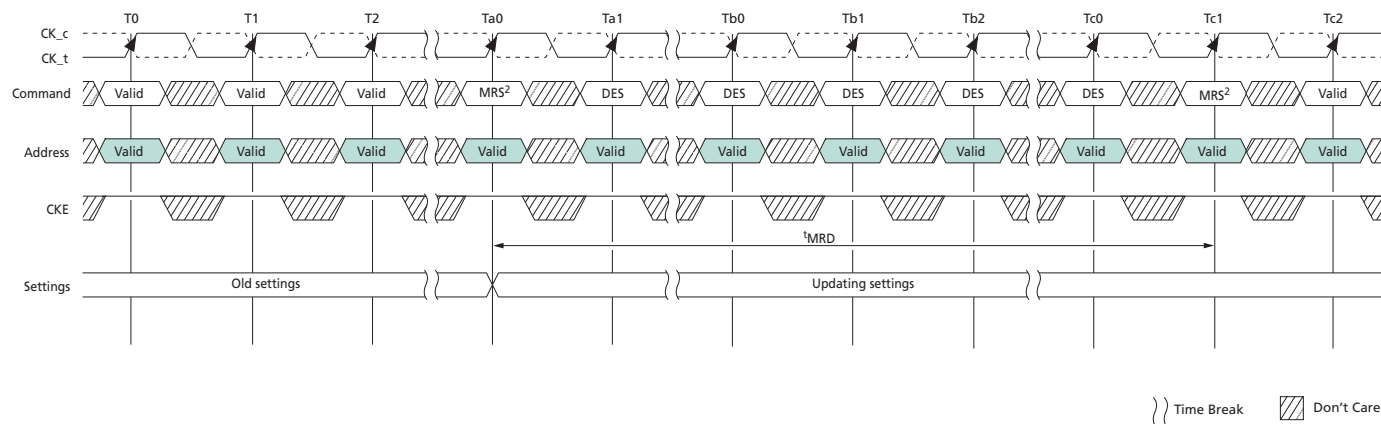 T0 T1 T2 Ta0 Ta1 Tb0 Tb1 Tb2 Tc0 Tc1 Tc2
CK_c
CK_t
Command Valid Valid Valid MRS² DES DES DES DES DES MRS² Valid
Address Valid Valid Valid Valid Valid Valid Valid Valid Valid Valid Valid
CKE
tMRD
Settings Old settings Updating settings
Time Break Don't Care